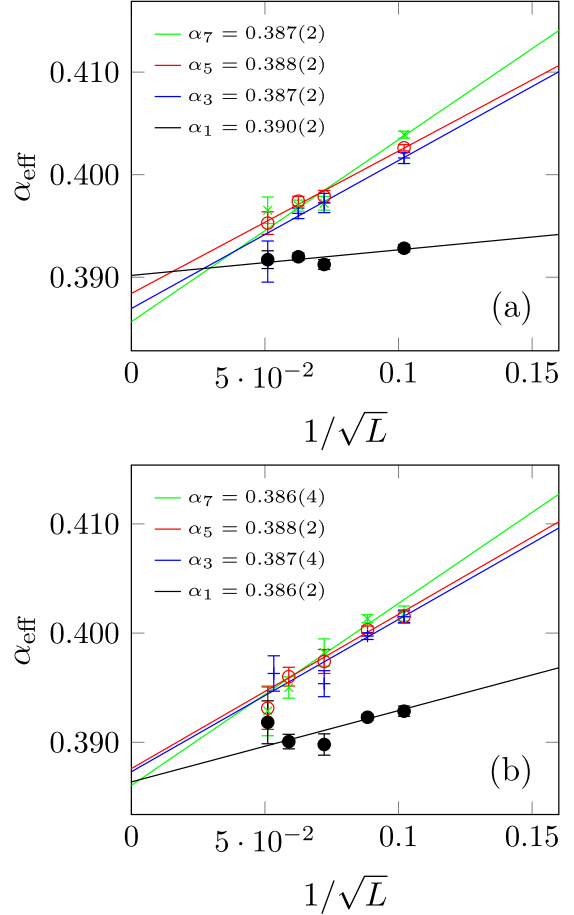 α_eff
0.410
0.400
0.390
α₇ = 0.387(2)
α₅ = 0.388(2)
α₃ = 0.387(2)
α₁ = 0.390(2)
(a)
0 5·10⁻² 0.1 0.15
1/√L
α_eff
0.410
0.400
0.390
α₇ = 0.386(4)
α₅ = 0.388(2)
α₃ = 0.387(4)
α₁ = 0.386(2)
(b)
0 5·10⁻² 0.1 0.15
1/√L